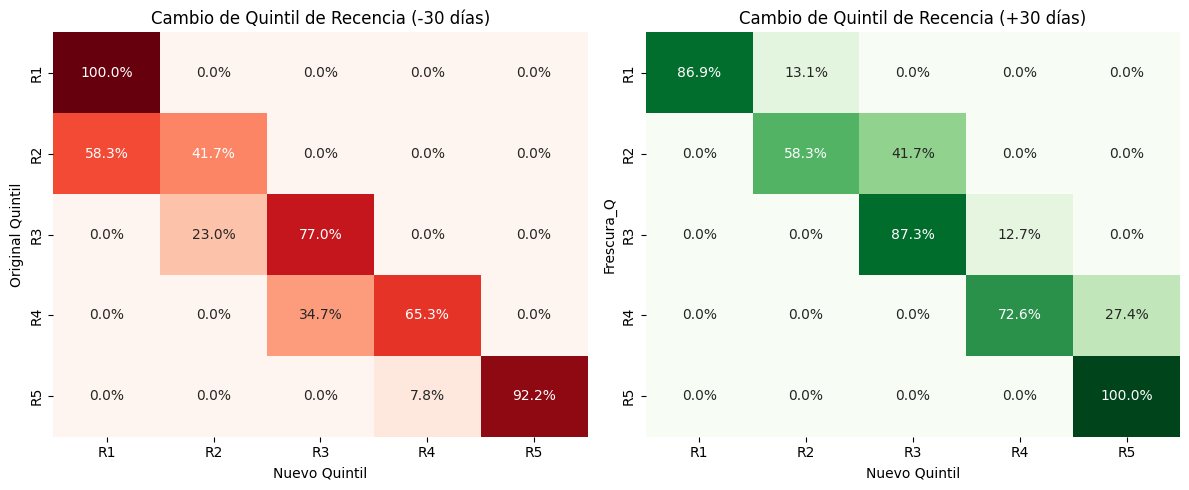 Cambio de Quintil de Recencia (-30 días)
Original Quintil
R1 100.0% 0.0% 0.0% 0.0% 0.0%
R2 58.3% 41.7% 0.0% 0.0% 0.0%
R3 0.0% 23.0% 77.0% 0.0% 0.0%
R4 0.0% 0.0% 34.7% 65.3% 0.0%
R5 0.0% 0.0% 0.0% 7.8% 92.2%
R1 R2 R3 R4 R5
Nuevo Quintil
Cambio de Quintil de Recencia (+30 días)
Frescura_Q
R1 86.9% 13.1% 0.0% 0.0% 0.0%
R2 0.0% 58.3% 41.7% 0.0% 0.0%
R3 0.0% 0.0% 87.3% 12.7% 0.0%
R4 0.0% 0.0% 0.0% 72.6% 27.4%
R5 0.0% 0.0% 0.0% 0.0% 100.0%
R1 R2 R3 R4 R5
Nuevo Quintil